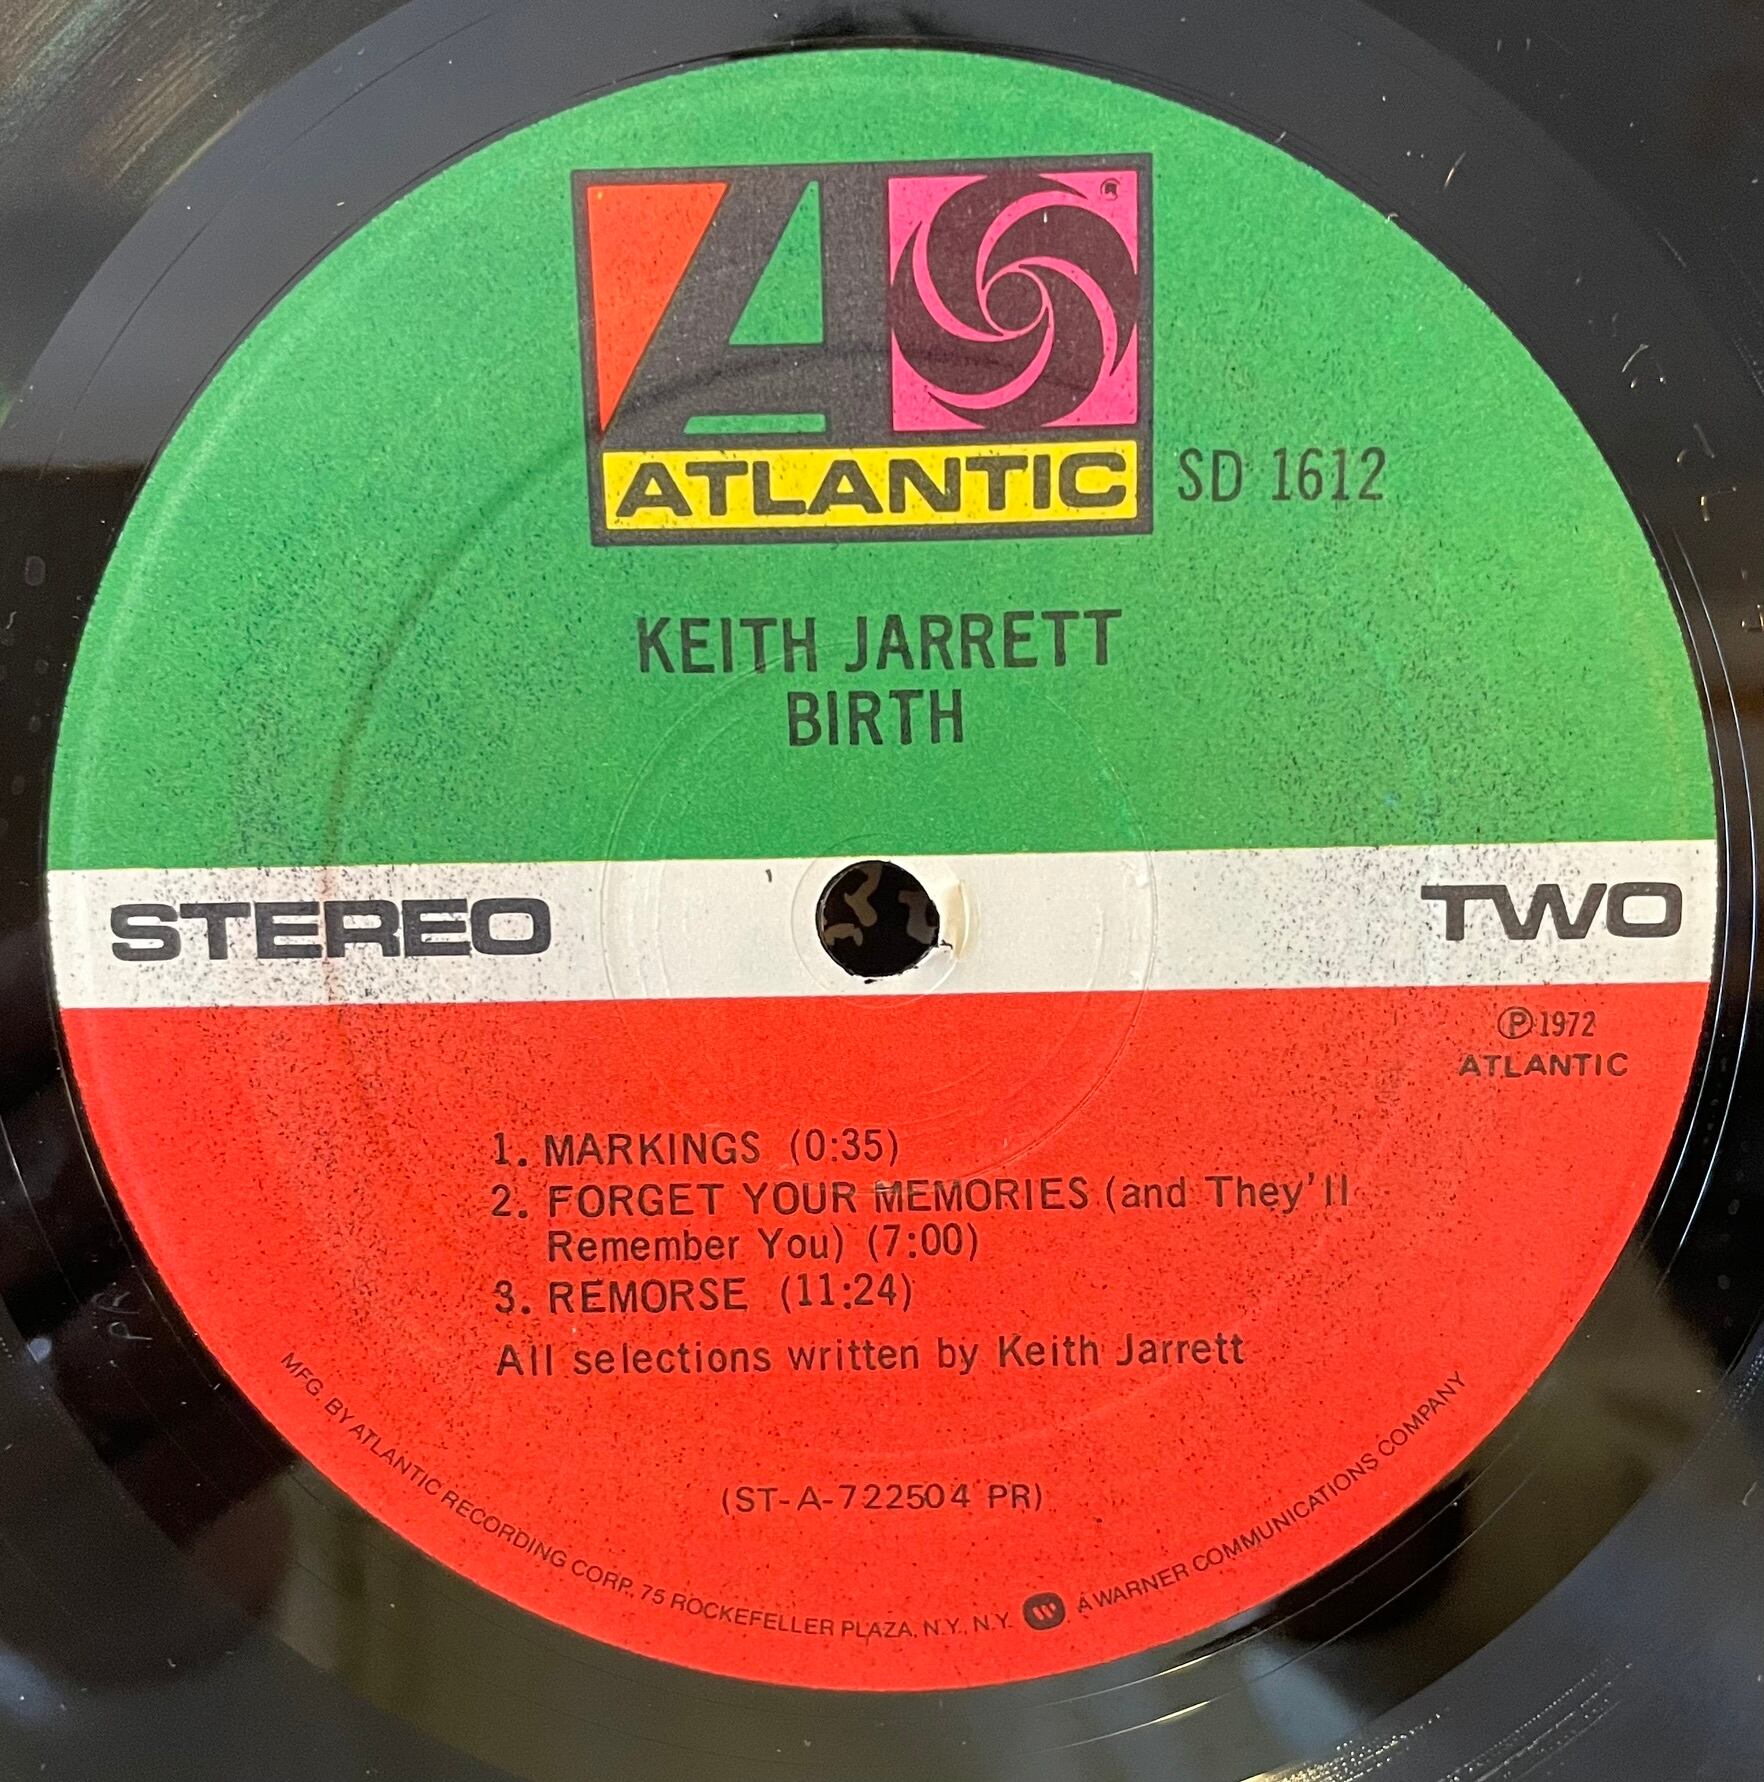 ATLANTIC
SD 1612
KEITH JARRETT
BIRTH
STEREO
TWO
Ⓟ 1972
ATLANTIC
1. MARKINGS (0:35)
2. FORGET YOUR MEMORIES (and They'll
Remember You) (7:00)
3. REMORSE (11:24)
All selections written by Keith Jarrett
(ST-A-722504 PR)
MFG. BY ATLANTIC RECORDING CORP. 75 ROCKEFELLER PLAZA, N.Y., N.Y. A WARNER COMMUNICATIONS COMPANY
PR